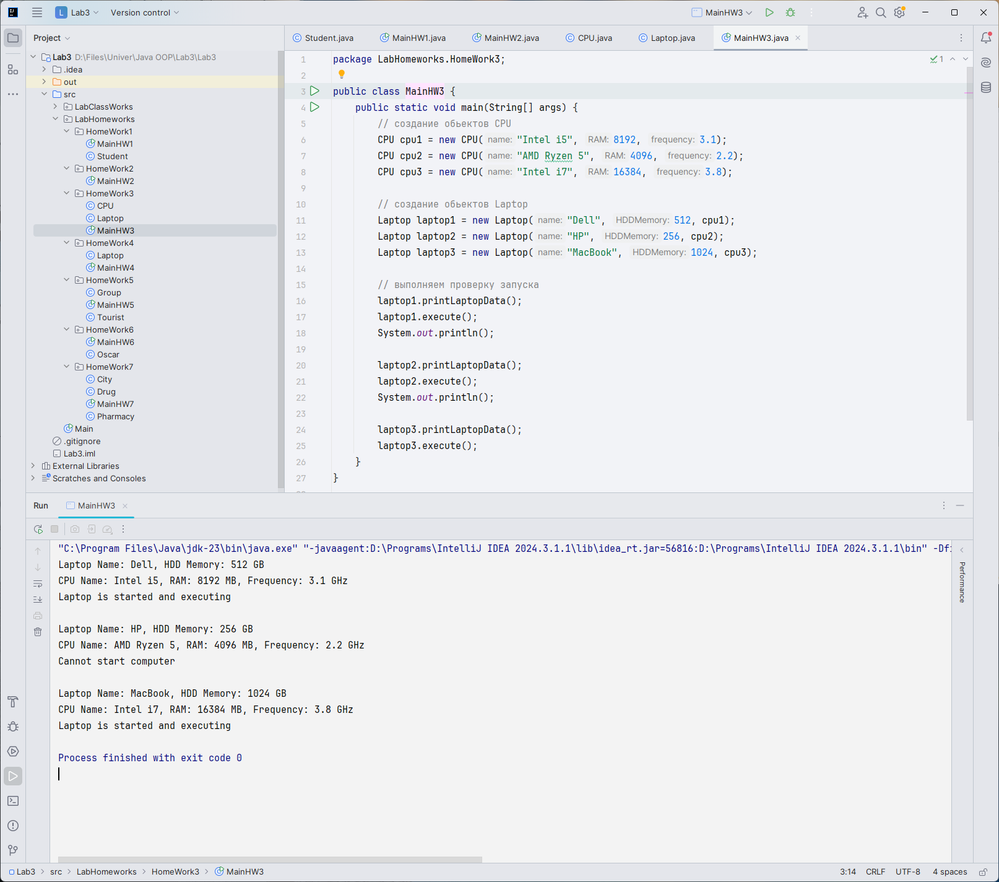 L Lab3 Version control MainHW3
Project
Student.java MainHW1.java MainHW2.java CPU.java Laptop.java MainHW3.java
Lab3 D:\Files\Univer\Java OOP\Lab3\Lab3
.idea
out
src
LabClassWorks
LabHomeworks
HomeWork1
MainHW1
Student
HomeWork2
MainHW2
HomeWork3
CPU
Laptop
MainHW3
HomeWork4
Laptop
MainHW4
HomeWork5
Group
MainHW5
Tourist
HomeWork6
MainHW6
Oscar
HomeWork7
City
Drug
MainHW7
Pharmacy
Main
.gitignore
Lab3.iml
External Libraries
Scratches and Consoles
1 package LabHomeworks.HomeWork3; 1
2
3 public class MainHW3 {
4 public static void main(String[] args) {
5 // создание обьектов CPU
6 CPU cpu1 = new CPU( name: "Intel i5", RAM: 8192, frequency: 3.1);
7 CPU cpu2 = new CPU( name: "AMD Ryzen 5", RAM: 4096, frequency: 2.2);
8 CPU cpu3 = new CPU( name: "Intel i7", RAM: 16384, frequency: 3.8);
9
10 // создание обьектов Laptop
11 Laptop laptop1 = new Laptop( name: "Dell", HDDMemory: 512, cpu1);
12 Laptop laptop2 = new Laptop( name: "HP", HDDMemory: 256, cpu2);
13 Laptop laptop3 = new Laptop( name: "MacBook", HDDMemory: 1024, cpu3);
14
15 // выполняем проверку запуска
16 laptop1.printLaptopData();
17 laptop1.execute();
18 System.out.println();
19
20 laptop2.printLaptopData();
21 laptop2.execute();
22 System.out.println();
23
24 laptop3.printLaptopData();
25 laptop3.execute();
26 }
27 }
Run MainHW3
"C:\Program Files\Java\jdk-23\bin\java.exe" "-javaagent:D:\Programs\IntelliJ IDEA 2024.3.1.1\lib\idea_rt.jar=56816:D:\Programs\IntelliJ IDEA 2024.3.1.1\bin" -Dfi
Laptop Name: Dell, HDD Memory: 512 GB
CPU Name: Intel i5, RAM: 8192 MB, Frequency: 3.1 GHz
Laptop is started and executing
Laptop Name: HP, HDD Memory: 256 GB
CPU Name: AMD Ryzen 5, RAM: 4096 MB, Frequency: 2.2 GHz
Cannot start computer
Laptop Name: MacBook, HDD Memory: 1024 GB
CPU Name: Intel i7, RAM: 16384 MB, Frequency: 3.8 GHz
Laptop is started and executing
Process finished with exit code 0
Performance
Lab3 > src > LabHomeworks > HomeWork3 > MainHW3 3:14 CRLF UTF-8 4 spaces